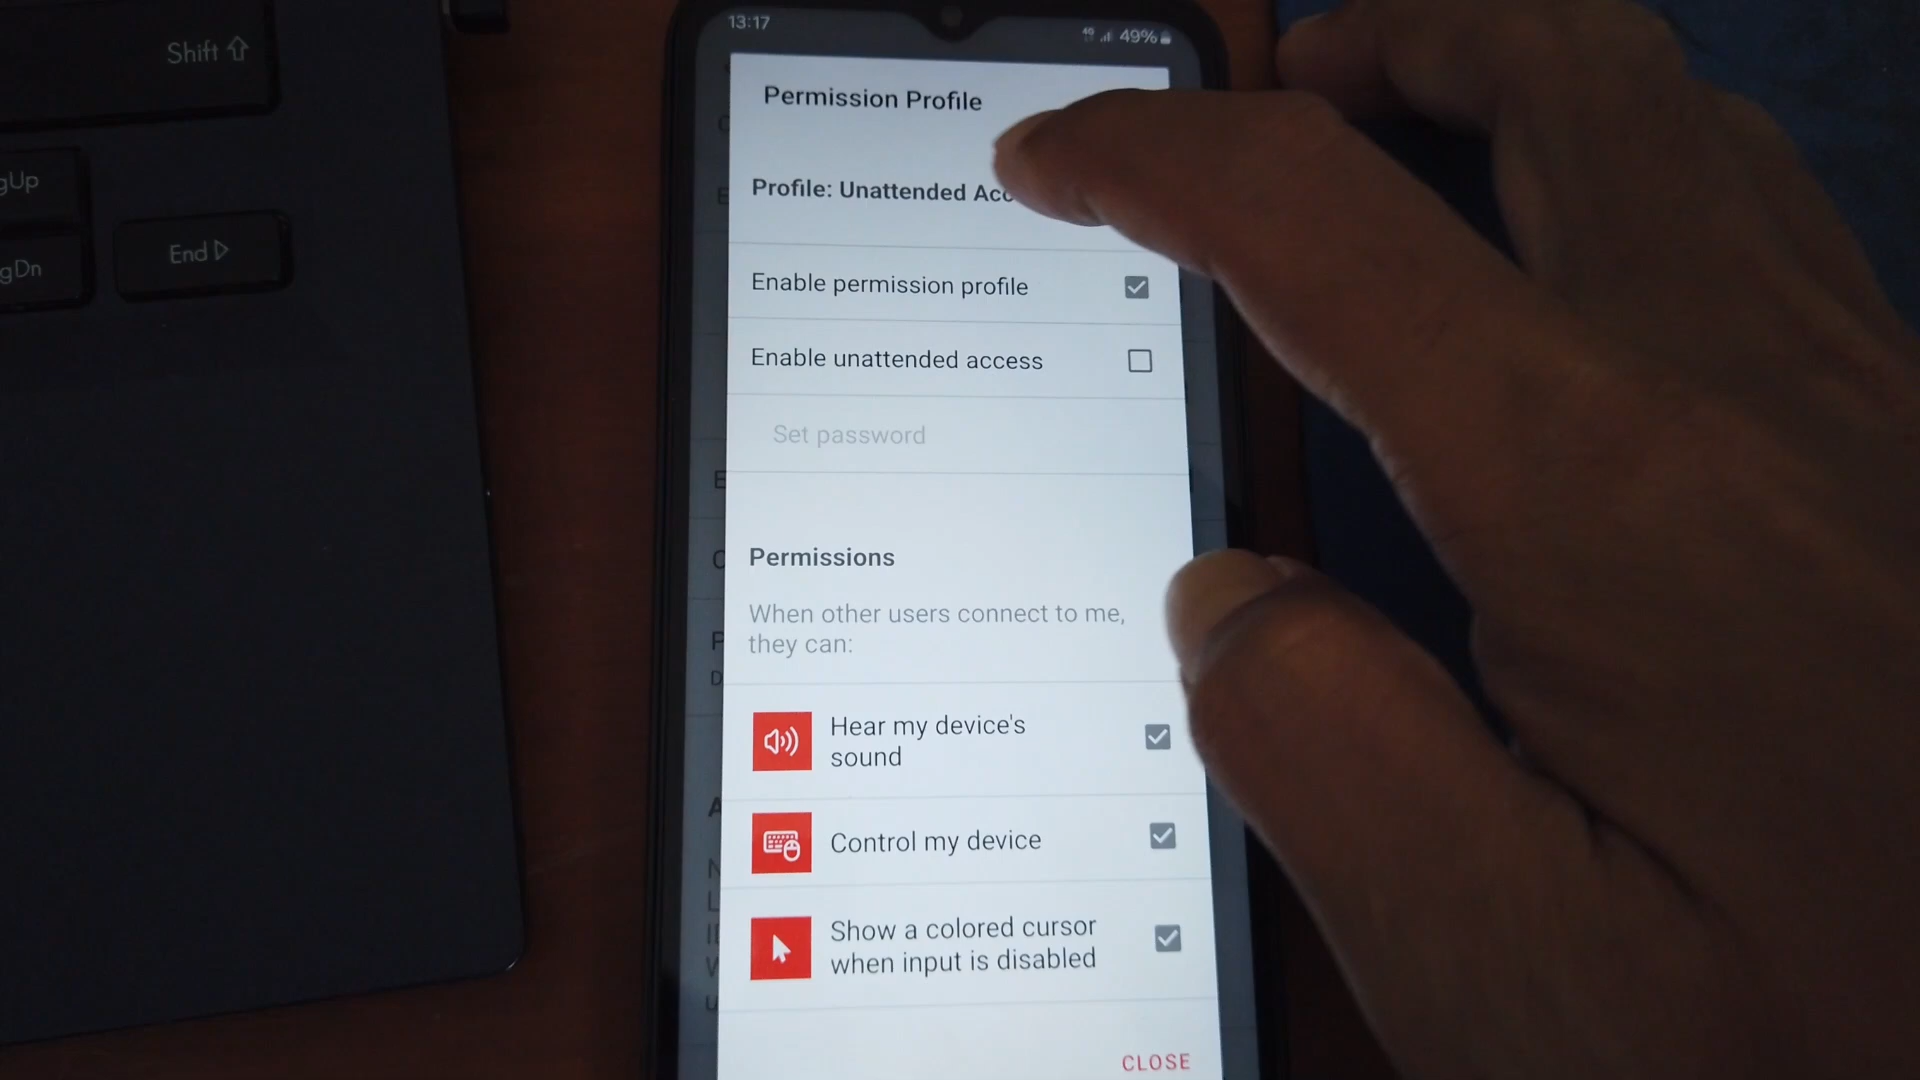 Shift
gUp
End
gDn
13:17
4G
49%
Permission Profile
Profile: Unattended Acc
Enable permission profile
Enable unattended access
Set password
Permissions
When other users connect to me,
they can:
Hear my device's
sound
Control my device
Show a colored cursor
when input is disabled
CLOSE